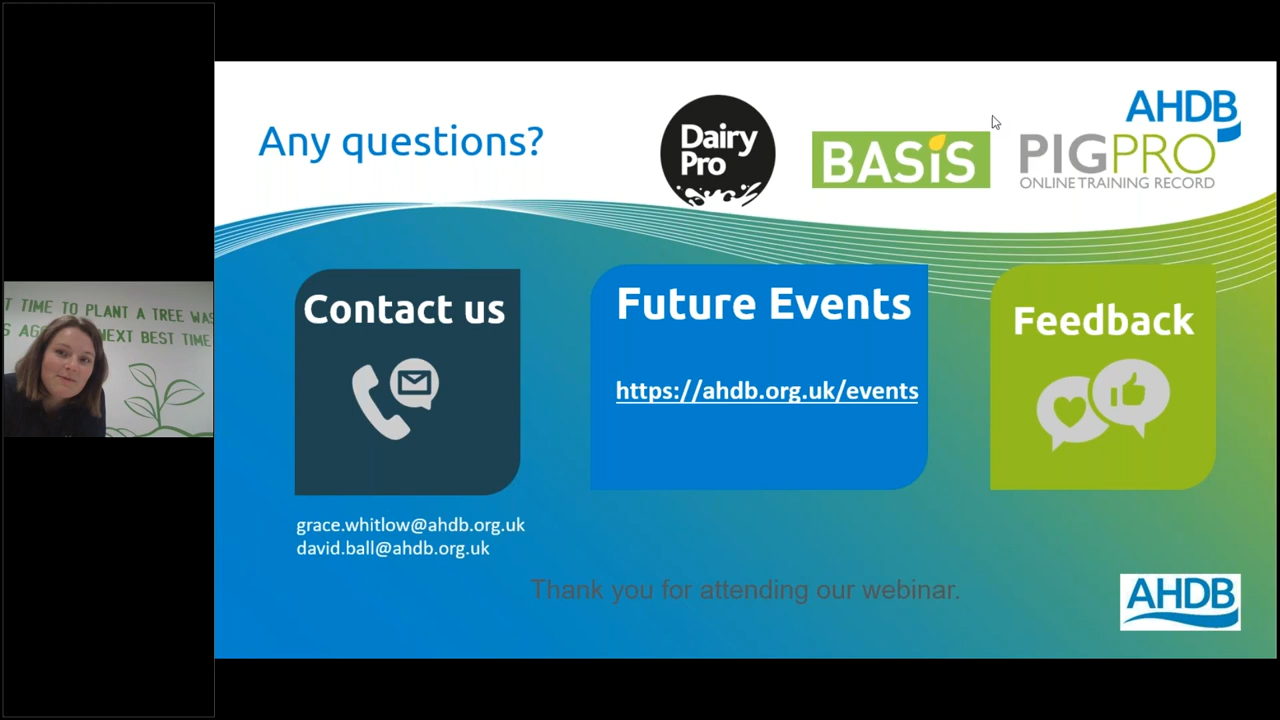 T TIME TO PLANT A TREE WAS
S AG NEXT BEST TIME
Any questions?
Dairy
Pro
BASiS
AHDB
PIGPRO
ONLINE TRAINING RECORD
Contact us
Future Events
https://ahdb.org.uk/events
Feedback
grace.whitlow@ahdb.org.uk
david.ball@ahdb.org.uk
Thank you for attending our webinar.
AHDB